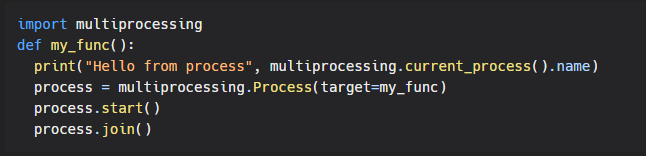 import multiprocessing
def my_func():
  print("Hello from process", multiprocessing.current_process().name)
  process = multiprocessing.Process(target=my_func)
  process.start()
  process.join()